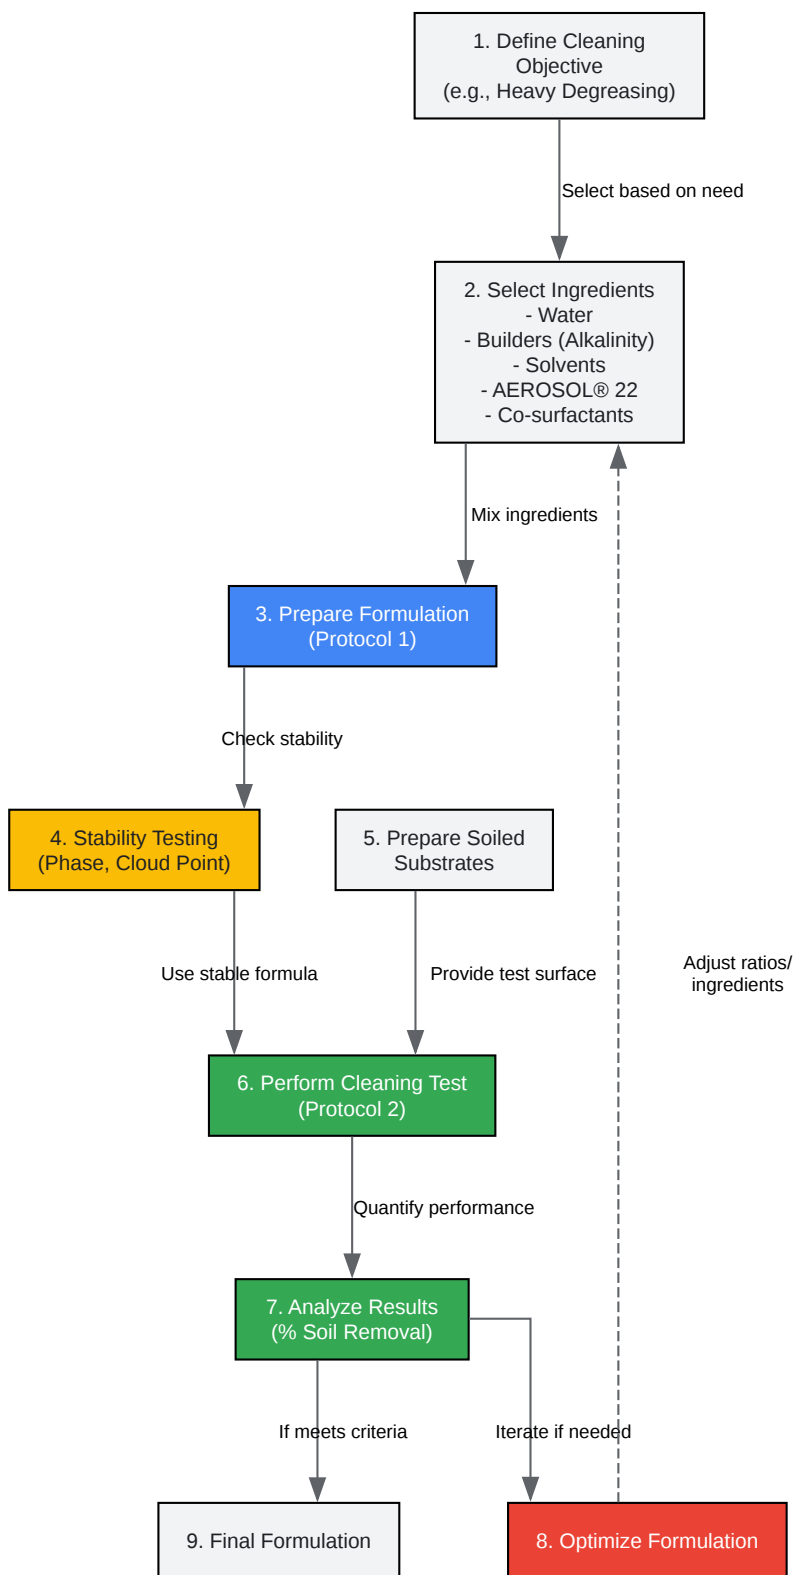 1. Define Cleaning
Objective
(e.g., Heavy Degreasing)
Select based on need
2. Select Ingredients
- Water
- Builders (Alkalinity)
- Solvents
- AEROSOL® 22
- Co-surfactants
Mix ingredients
3. Prepare Formulation
(Protocol 1)
Check stability
4. Stability Testing
(Phase, Cloud Point)
5. Prepare Soiled
Substrates
Use stable formula
Provide test surface
Adjust ratios/
ingredients
6. Perform Cleaning Test
(Protocol 2)
Quantify performance
7. Analyze Results
(% Soil Removal)
If meets criteria
Iterate if needed
9. Final Formulation
8. Optimize Formulation